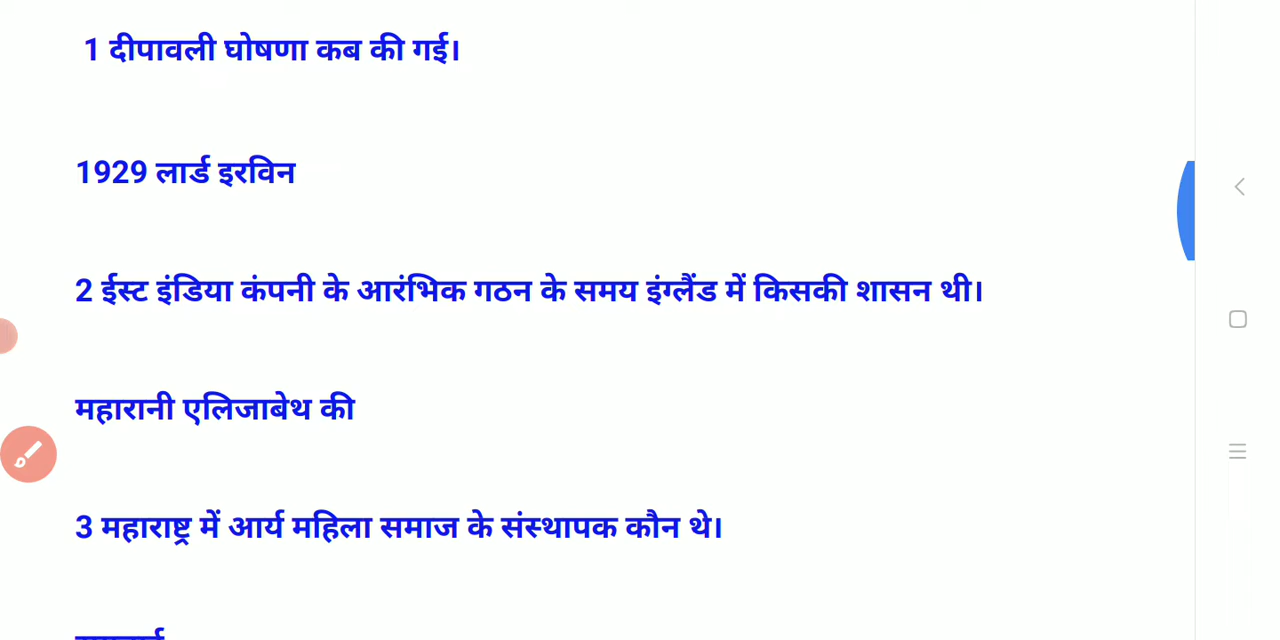 1 दीपावली घोषणा कब की गई।
1929 लार्ड इरविन
2 ईस्ट इंडिया कंपनी के आरंभिक गठन के समय इंग्लैंड में किसकी शासन थी।
महारानी एलिजाबेथ की
3 महाराष्ट्र में आर्य महिला समाज के संस्थापक कौन थे।